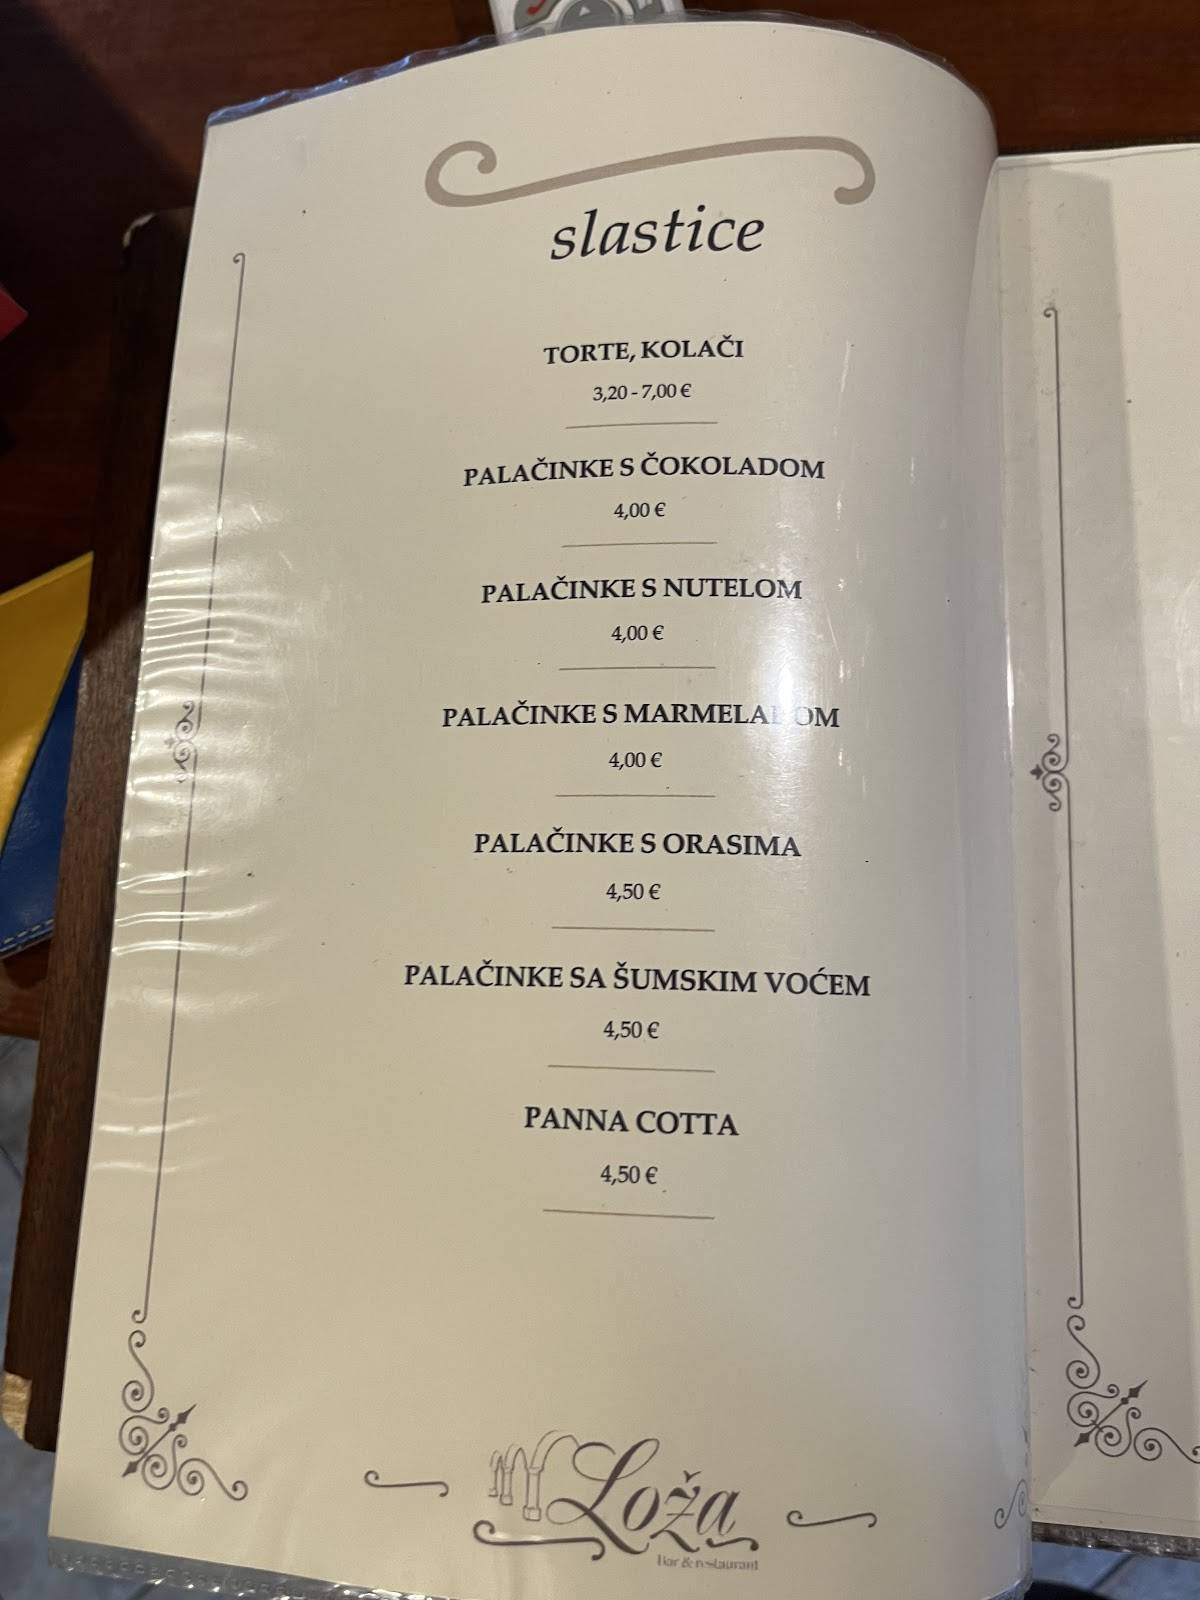 slastice
TORTE, KOLAČI
3,20 - 7,00 €
PALAČINKE S ČOKOLADOM
4,00 €
PALAČINKE S NUTELOM
4,00 €
PALAČINKE S MARMELADOM
4,00 €
PALAČINKE S ORASIMA
4,50 €
PALAČINKE SA ŠUMSKIM VOĆEM
4,50 €
PANNA COTTA
4,50 €
Loža
Bar & restaurant